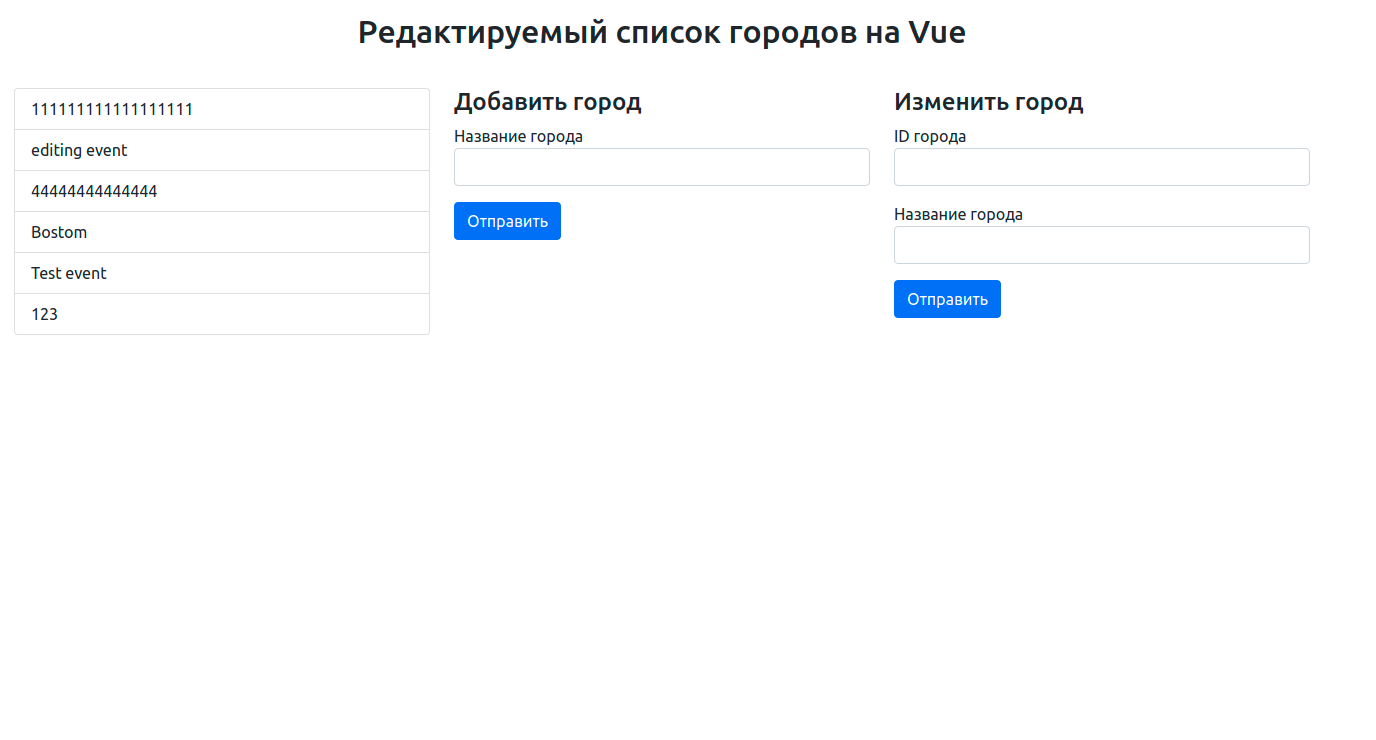 Редактируемый список городов на Vue
111111111111111111
editing event
44444444444444
Bostom
Test event
123
Добавить город
Название города
Отправить
Изменить город
ID города
Название города
Отправить